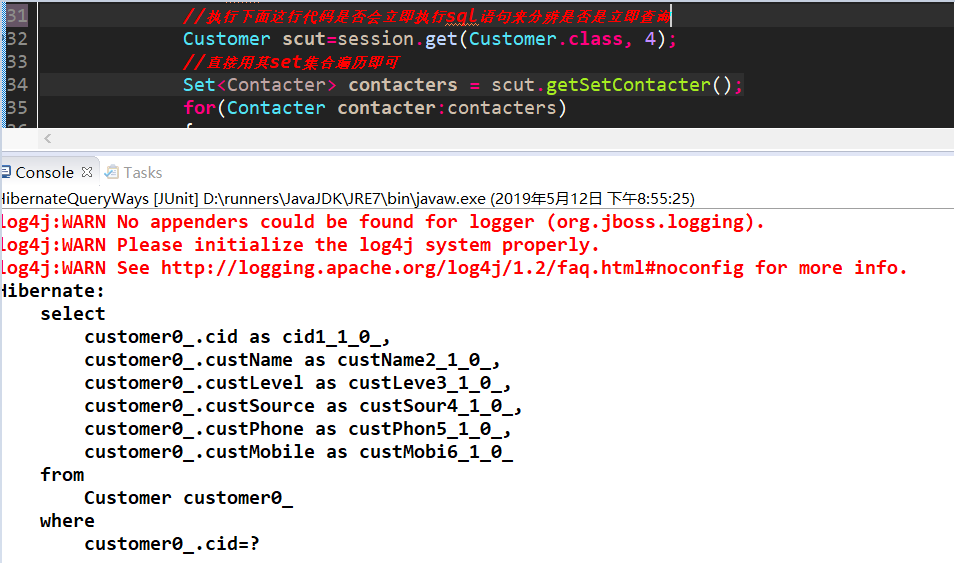 31 //执行下面这行代码是否会立即执行sql语句来分辨是否是立即查询
32 Customer scut=session.get(Customer.class, 4);
33 //直接用其set集合遍历即可
34 Set<Contacter> contacters = scut.getSetContacter();
35 for(Contacter contacter:contacters)
Console Tasks
HibernateQueryWays [JUnit] D:\runners\JavaJDK\JRE7\bin\javaw.exe (2019年5月12日 下午8:55:25)
log4j:WARN No appenders could be found for logger (org.jboss.logging).
log4j:WARN Please initialize the log4j system properly.
log4j:WARN See http://logging.apache.org/log4j/1.2/faq.html#noconfig for more info.
Hibernate:
select
customer0_.cid as cid1_1_0_,
customer0_.custName as custName2_1_0_,
customer0_.custLevel as custLeve3_1_0_,
customer0_.custSource as custSour4_1_0_,
customer0_.custPhone as custPhon5_1_0_,
customer0_.custMobile as custMobi6_1_0_
from
Customer customer0_
where
customer0_.cid=?